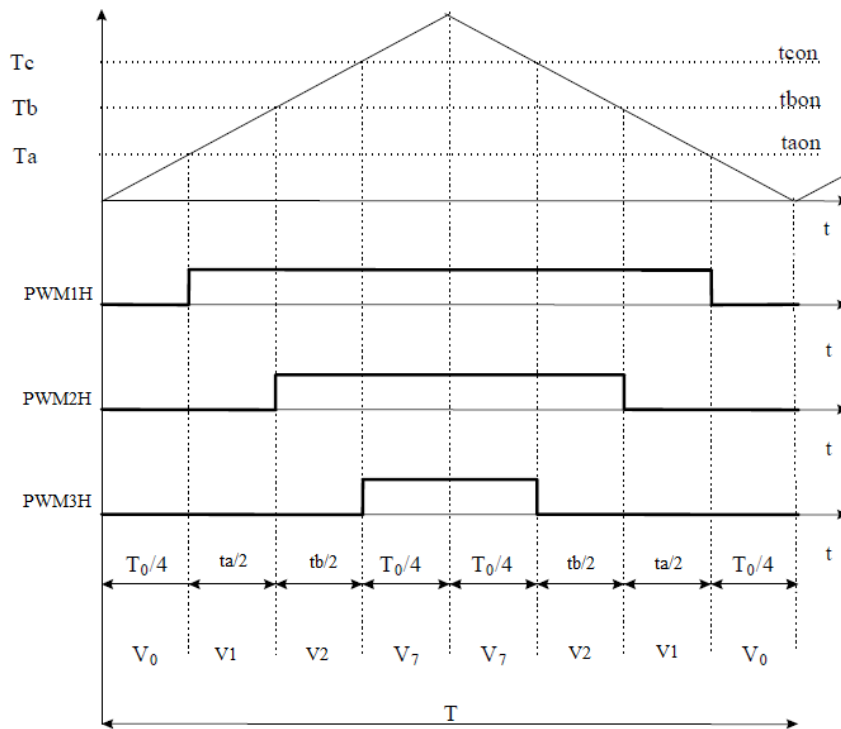 Tc tcon
Tb tbon
Ta taon
t
PWM1H
t
PWM2H
t
PWM3H
t
T₀/4 ta/2 tb/2 T₀/4 T₀/4 tb/2 ta/2 T₀/4
V₀ V1 V2 V₇ V₇ V2 V1 V₀
T